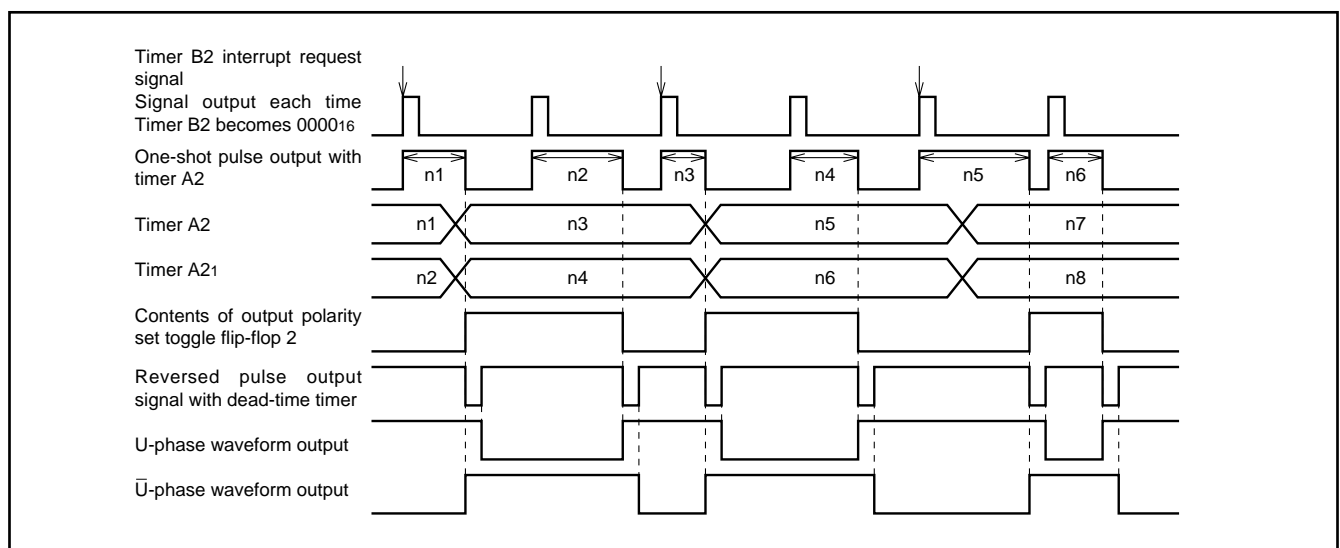 Timer B2 interrupt request
signal
Signal output each time
Timer B2 becomes 000016
One-shot pulse output with
timer A2
n1 n2 n3 n4 n5 n6
Timer A2
n1 n3 n5 n7
Timer A21
n2 n4 n6 n8
Contents of output polarity
set toggle flip-flop 2
Reversed pulse output
signal with dead-time timer
U-phase waveform output
U̅-phase waveform output